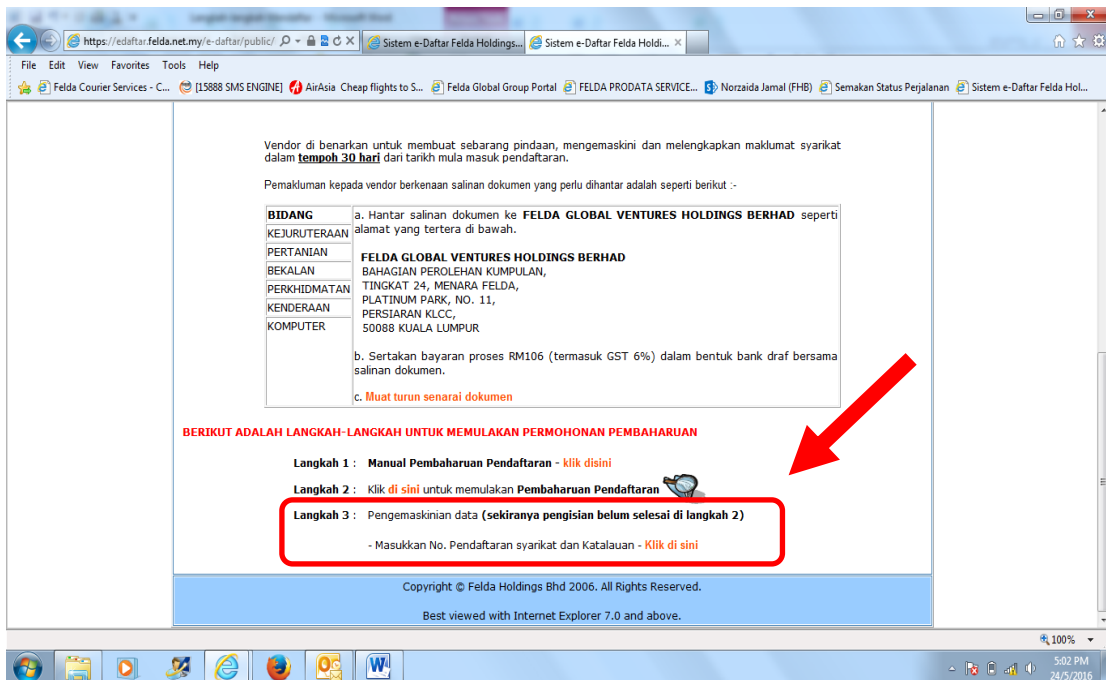 https://edaftar.felda.net.my/e-daftar/public/
Sistem e-Daftar Felda Holdings...
Sistem e-Daftar Felda Holdi...
File Edit View Favorites Tools Help
Felda Courier Services - C... [15888 SMS ENGINE] AirAsia Cheap flights to S... Felda Global Group Portal FELDA PRODATA SERVICE... Norzaida Jamal (FHB) Semakan Status Perjalanan Sistem e-Daftar Felda Hol...
Vendor di benarkan untuk membuat sebarang pindaan, mengemaskini dan melengkapkan maklumat syarikat
dalam tempoh 30 hari dari tarikh mula masuk pendaftaran.
Pemakluman kepada vendor berkenaan salinan dokumen yang perlu dihantar adalah seperti berikut :-
BIDANG
KEJURUTERAAN
PERTANIAN
BEKALAN
PERKHIDMATAN
KENDERAAN
KOMPUTER
a. Hantar salinan dokumen ke FELDA GLOBAL VENTURES HOLDINGS BERHAD seperti
alamat yang tertera di bawah.
FELDA GLOBAL VENTURES HOLDINGS BERHAD
BAHAGIAN PEROLEHAN KUMPULAN,
TINGKAT 24, MENARA FELDA,
PLATINUM PARK, NO. 11,
PERSIARAN KLCC,
50088 KUALA LUMPUR
b. Sertakan bayaran proses RM106 (termasuk GST 6%) dalam bentuk bank draf bersama
salinan dokumen.
c. Muat turun senarai dokumen
BERIKUT ADALAH LANGKAH-LANGKAH UNTUK MEMULAKAN PERMOHONAN PEMBAHARUAN
Langkah 1 : Manual Pembaharuan Pendaftaran - klik disini
Langkah 2 : Klik di sini untuk memulakan Pembaharuan Pendaftaran
Langkah 3 : Pengemaskinian data (sekiranya pengisian belum selesai di langkah 2)
- Masukkan No. Pendaftaran syarikat dan Katalauan - Klik di sini
Copyright © Felda Holdings Bhd 2006. All Rights Reserved.
Best viewed with Internet Explorer 7.0 and above.
100%
5:02 PM
24/5/2016